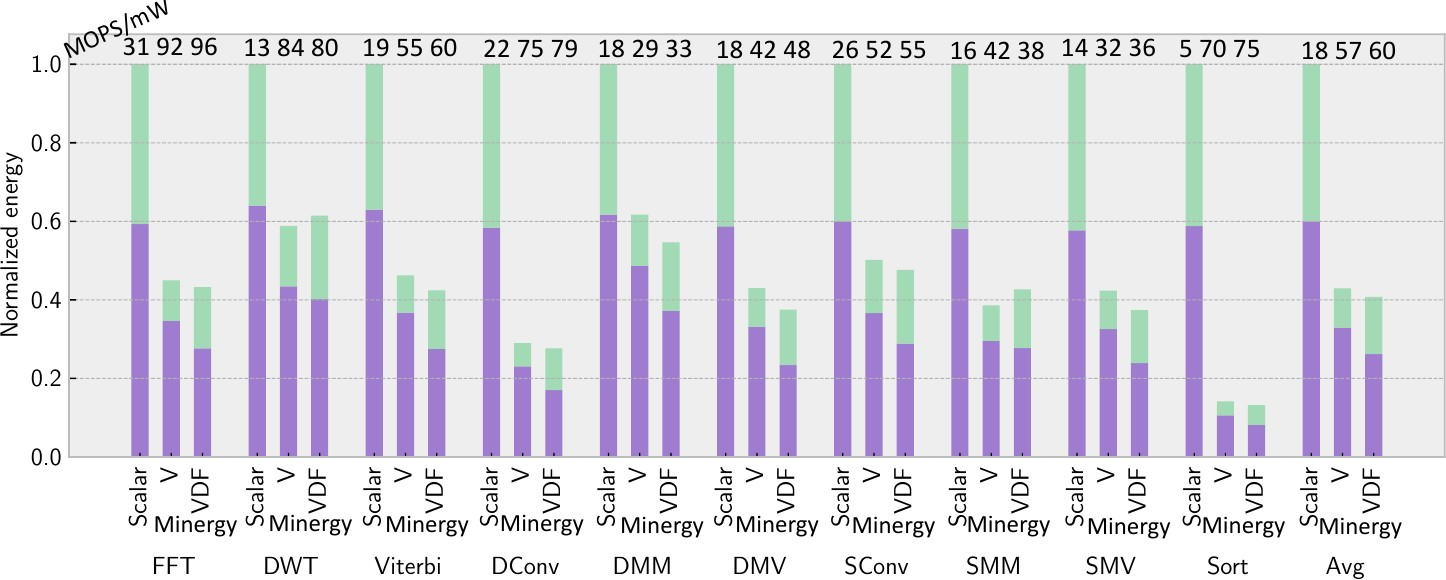 MOPS/mW
31 92 96 13 84 80 19 55 60 22 75 79 18 29 33 18 42 48 26 52 55 16 42 38 14 32 36 5 70 75 18 57 60
1.0
0.8
0.6
0.4
0.2
0.0
Normalized energy
Scalar V VDF Scalar V VDF Scalar V VDF Scalar V VDF Scalar V VDF Scalar V VDF Scalar V VDF Scalar V VDF Scalar V VDF Scalar V VDF Scalar V VDF
Minergy Minergy Minergy Minergy Minergy Minergy Minergy Minergy Minergy Minergy Minergy
FFT DWT Viterbi DConv DMM DMV SConv SMM SMV Sort Avg